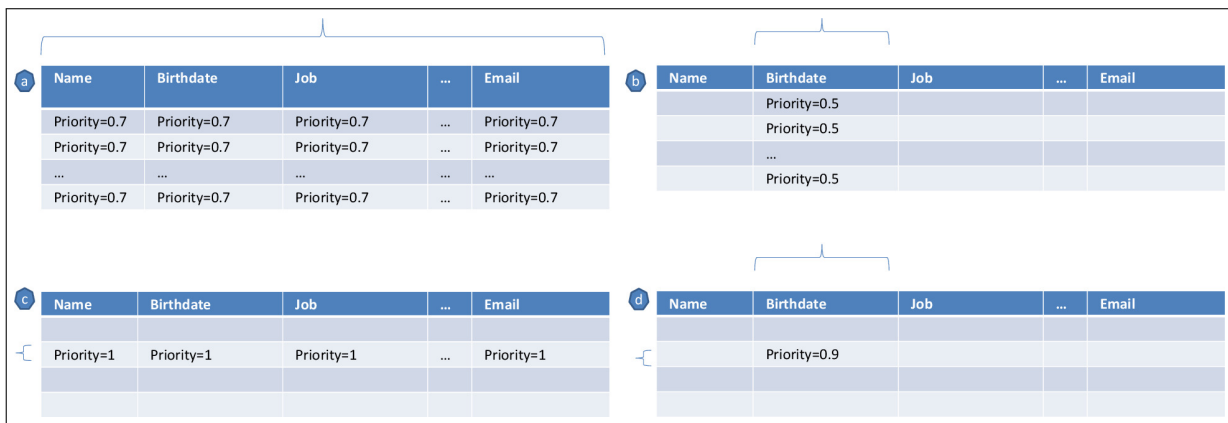 a
Name Birthdate Job ... Email
Priority=0.7 Priority=0.7 Priority=0.7 ... Priority=0.7
Priority=0.7 Priority=0.7 Priority=0.7 ... Priority=0.7
... ... ... ... ...
Priority=0.7 Priority=0.7 Priority=0.7 ... Priority=0.7
b
Name Birthdate Job ... Email
Priority=0.5
Priority=0.5
...
Priority=0.5
c
Name Birthdate Job ... Email
Priority=1 Priority=1 Priority=1 ... Priority=1
d
Name Birthdate Job ... Email
Priority=0.9